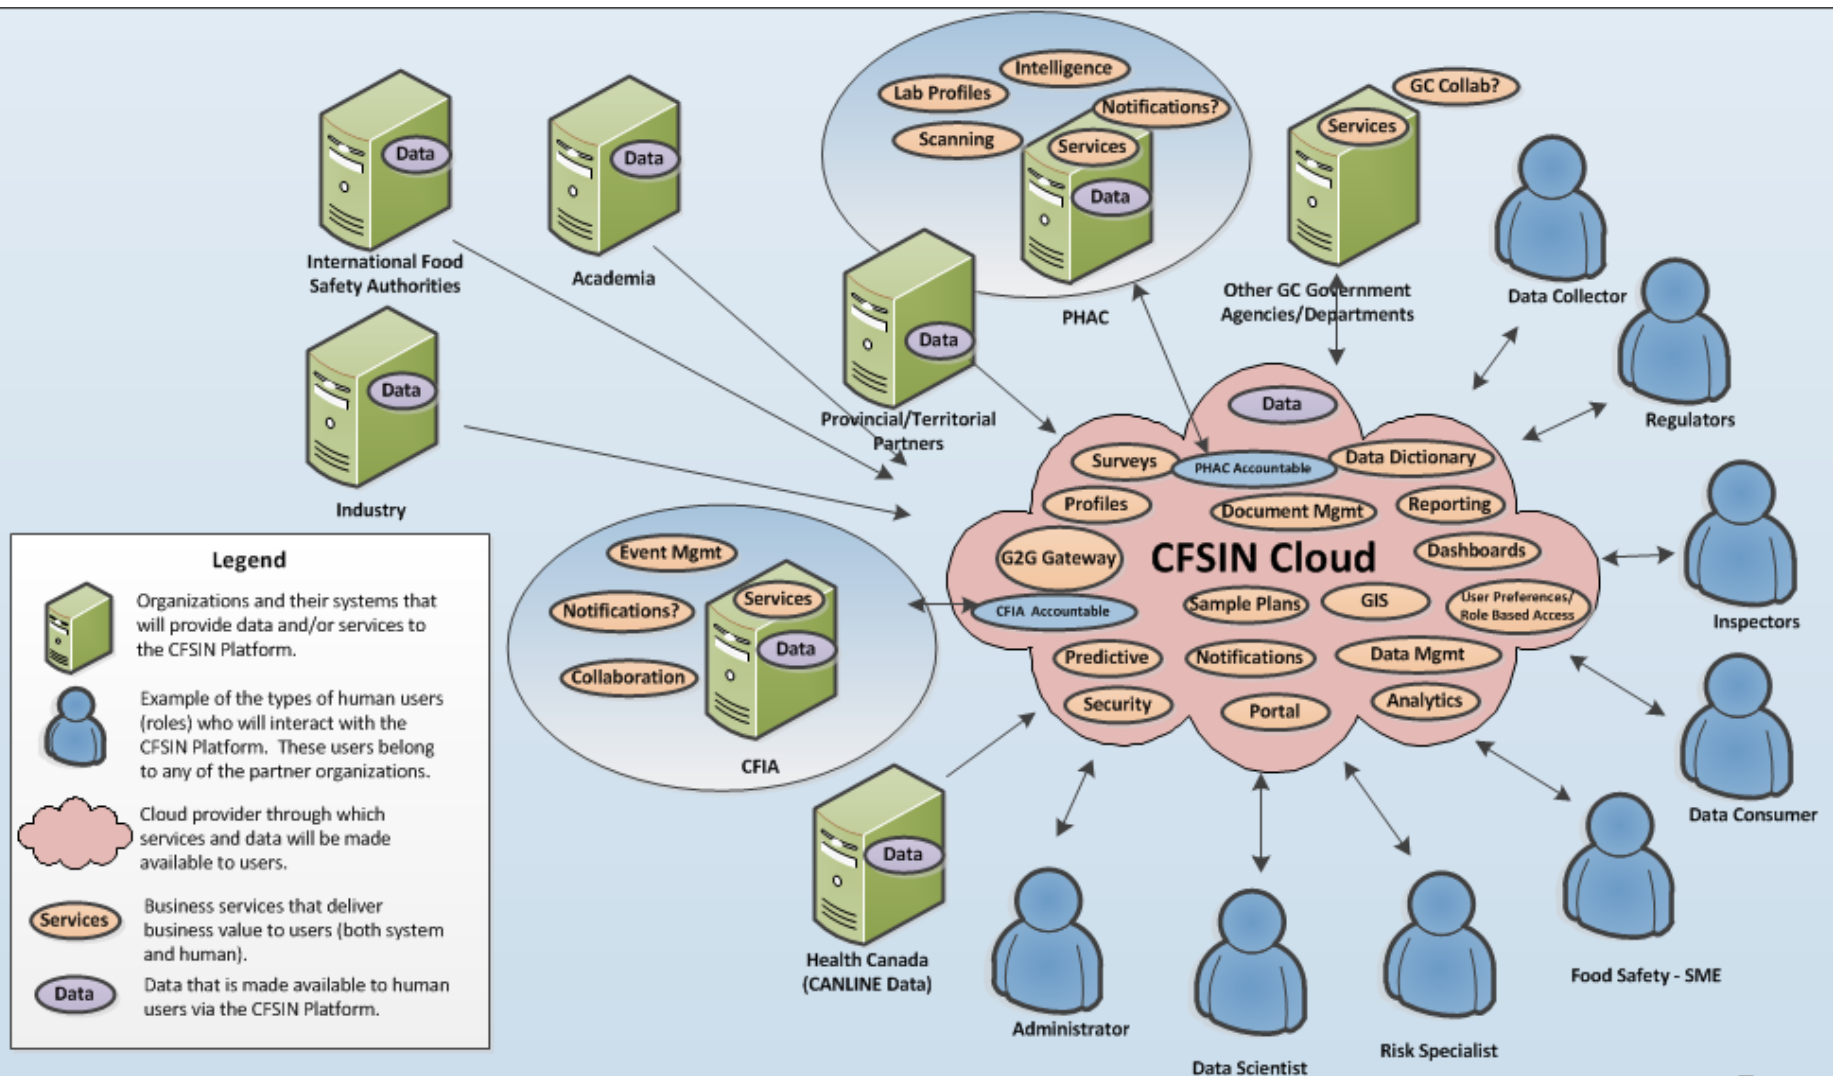 Intelligence
Lab Profiles
Notifications?
Scanning
Services
Data
PHAC
GC Collab?
Services
Other GC Government
Agencies/Departments
Data
International Food
Safety Authorities
Data
Academia
Data
Provincial/Territorial
Partners
Data
Industry
Data Collector
Regulators
Inspectors
Data Consumer
Food Safety - SME
Risk Specialist
Data Scientist
Administrator
Data
Surveys
PHAC Accountable
Data Dictionary
Profiles
Document Mgmt
Reporting
G2G Gateway
CFSIN Cloud
Dashboards
CFIA Accountable
Sample Plans
GIS
User Preferences/
Role Based Access
Predictive
Notifications
Data Mgmt
Security
Portal
Analytics
Event Mgmt
Notifications?
Services
Data
Collaboration
CFIA
Data
Health Canada
(CANLINE Data)
Legend
Organizations and their systems that
will provide data and/or services to
the CFSIN Platform.
Example of the types of human users
(roles) who will interact with the
CFSIN Platform. These users belong
to any of the partner organizations.
Cloud provider through which
services and data will be made
available to users.
Services
Business services that deliver
business value to users (both system
and human).
Data
Data that is made available to human
users via the CFSIN Platform.